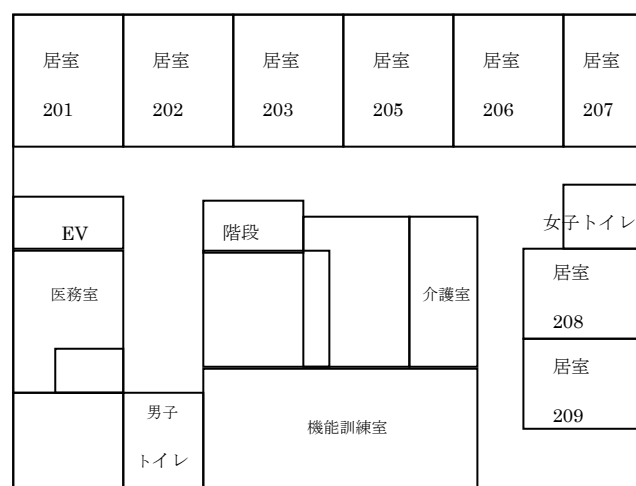 居室
201
居室
202
居室
203
居室
205
居室
206
居室
207
EV
階段
女子トイレ
医務室
介護室
居室
208
居室
209
男子
トイレ
機能訓練室